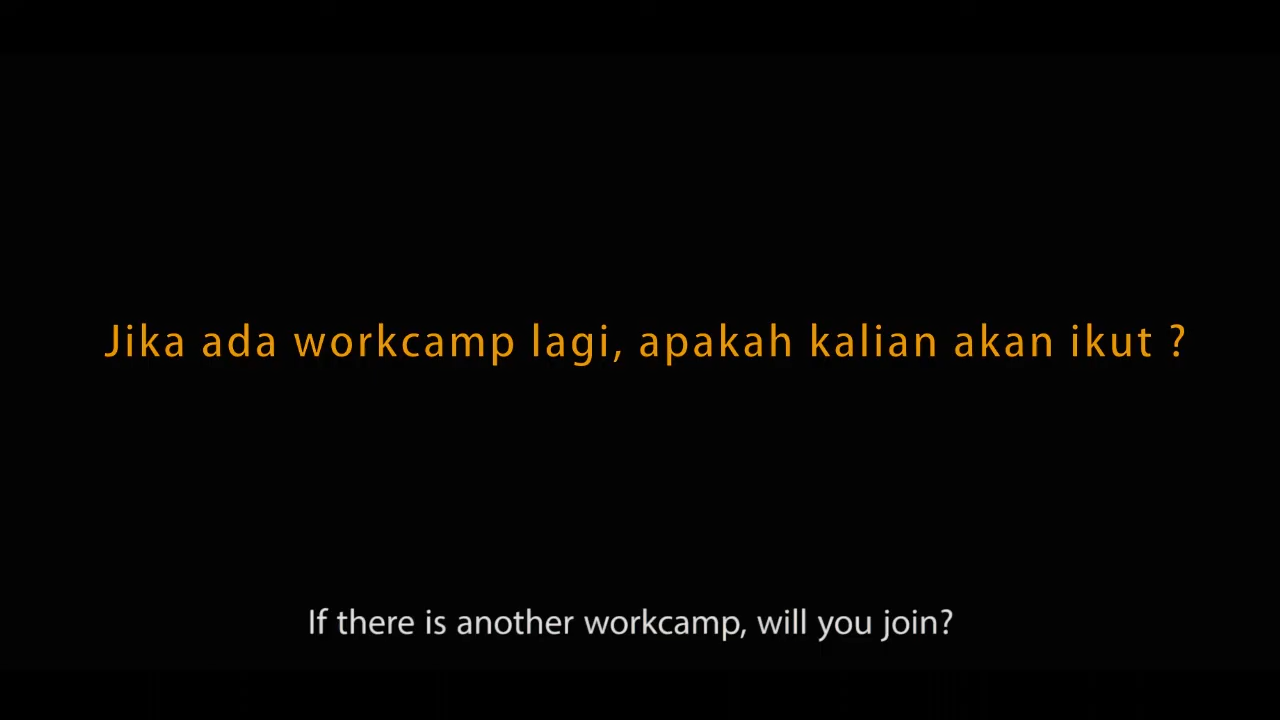 Jika ada workcamp lagi, apakah kalian akan ikut ?
If there is another workcamp, will you join?